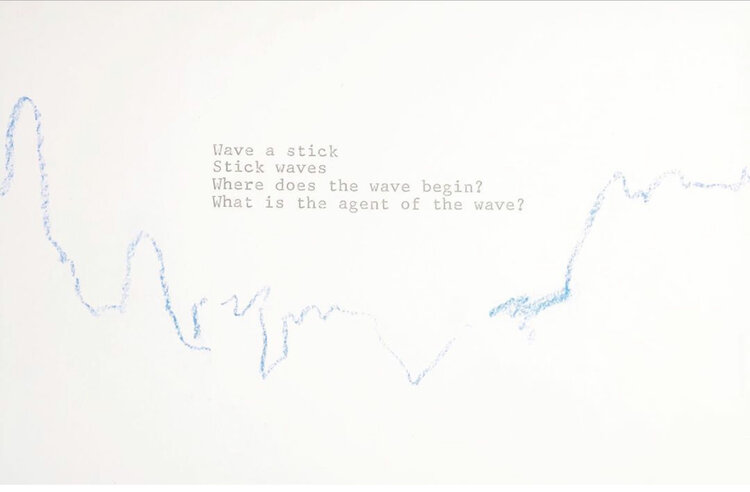 Wave a stick
Stick waves
Where does the wave begin?
What is the agent of the wave?